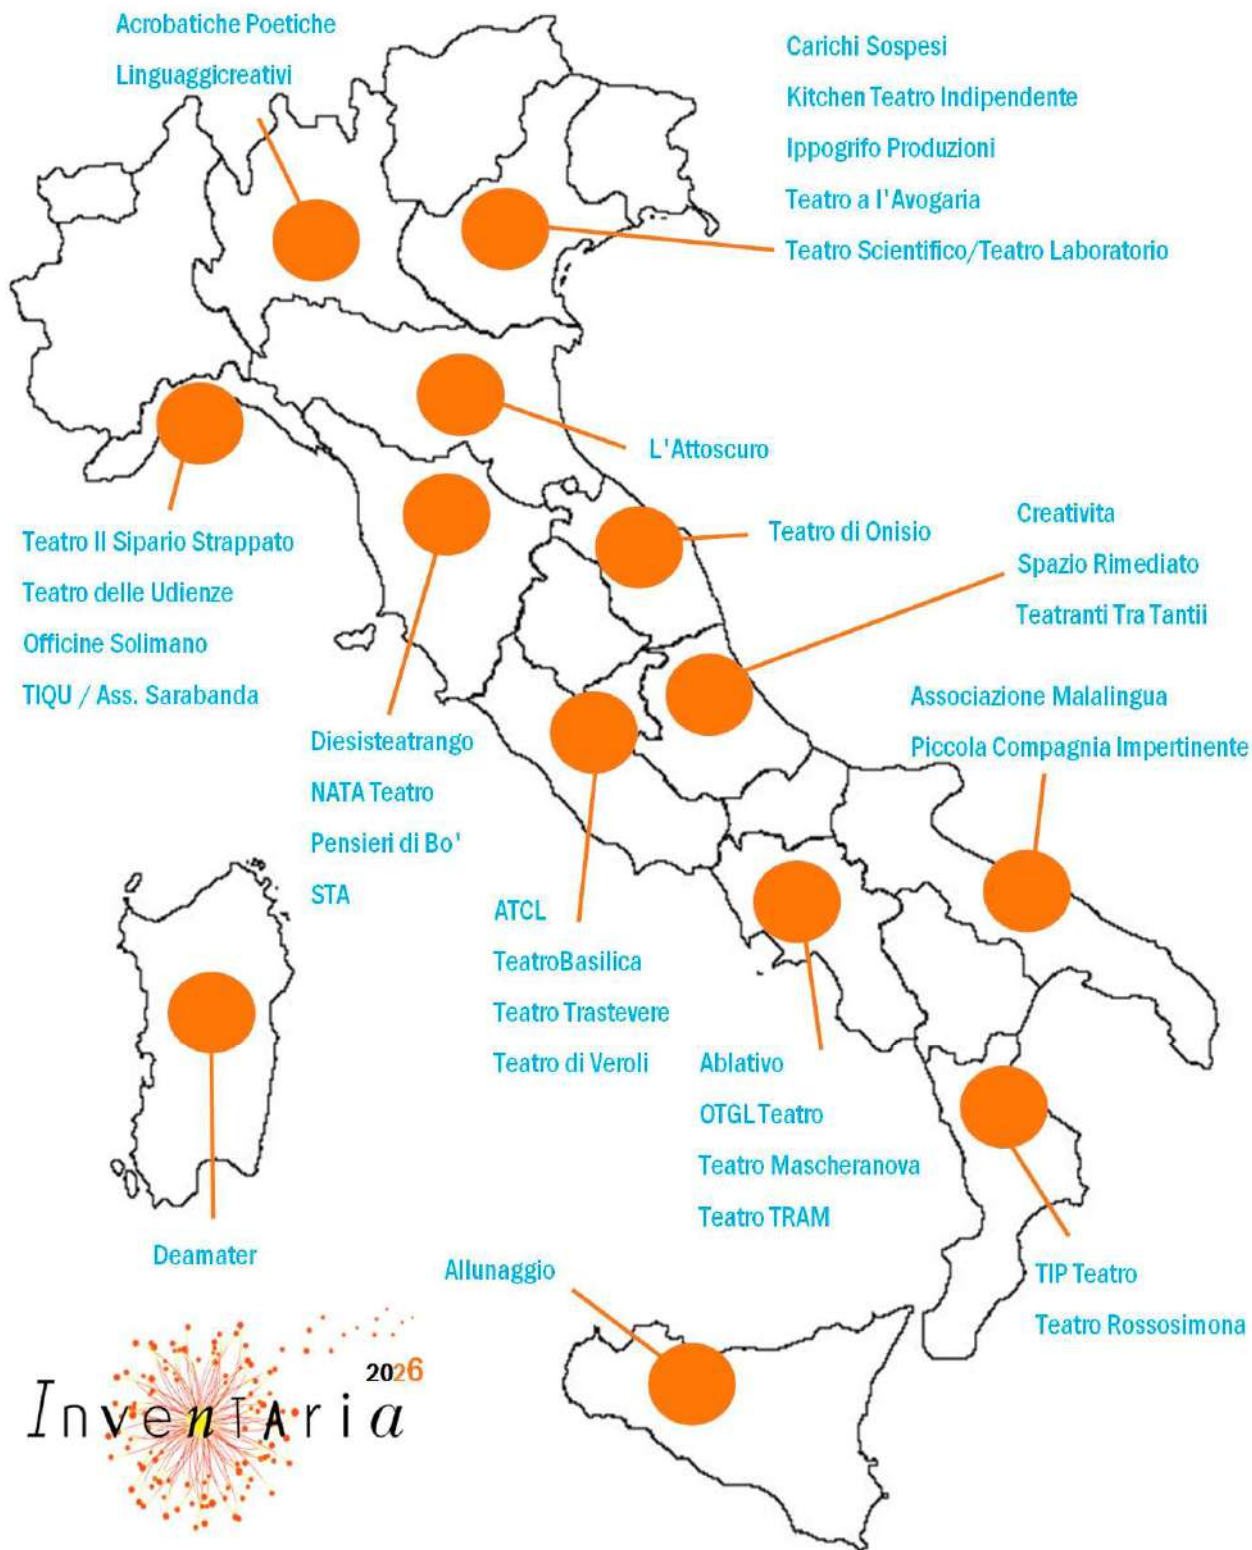 Acrobatiche Poetiche
Linguaggicreativi
Carichi Sospesi
Kitchen Teatro Indipendente
Ippogrifo Produzioni
Teatro a l'Avogaria
Teatro Scientifico/Teatro Laboratorio
L'Attoscuro
Teatro di Onisio
Creativita
Spazio Rimediato
Teatranti Tra Tantii
Teatro Il Sipario Strappato
Teatro delle Udienze
Officine Solimano
TIQU / Ass. Sarabanda
Associazione Malalingua
Piccola Compagnia Impertinente
Diesisteatrango
NATA Teatro
Pensieri di Bo'
STA
ATCL
TeatroBasilica
Teatro Trastevere
Teatro di Veroli
Ablativo
OTGL Teatro
Teatro Mascheranova
Teatro TRAM
Deamater
Allunaggio
TIP Teatro
Teatro Rossosimona
2026
InvenTAria